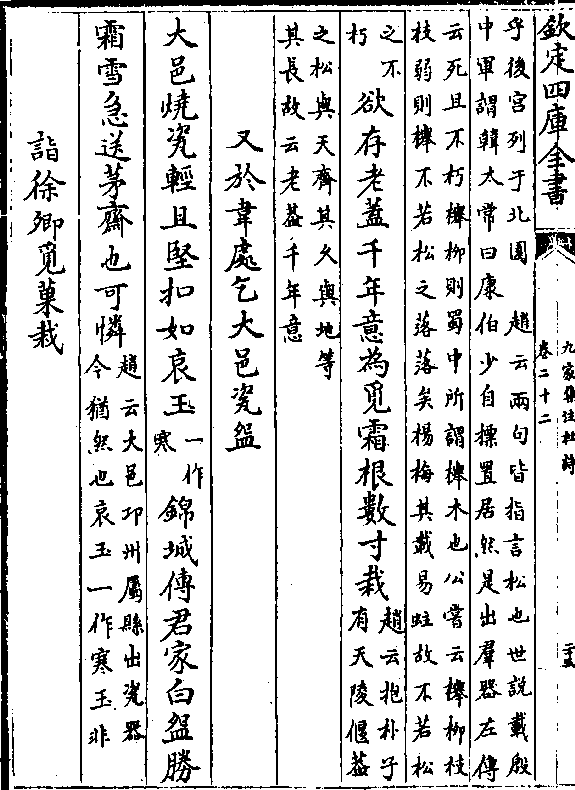 欽定四庫全書
九家集注杜詩
卷二十二
乎後宮列于北園　趙云兩句皆指言松也世說載殷
中軍謂韓太常曰康伯少自標置居然是出羣器左傳
云死且不朽櫸柳則蜀中所謂櫸木也公嘗云櫸柳枝
枝弱則櫸不若松之落落矣楊梅其栽易蛀故不若松
之不
朽
欲存老蓋千年意為覓霜根數寸栽
趙云抱朴子
有天陵偃蓋
之松與天齊其久與地等
其長故云老蓋千年意
又於韋處乞大邑瓷盌
大邑燒瓷輕且堅扣如哀玉
一作
寒
錦城傳君家白盌勝
霜雪急送茅齋也可憐
趙云大邑邛州屬縣出瓷器
今猶然也哀玉一作寒玉非
詣徐卿覓菓栽